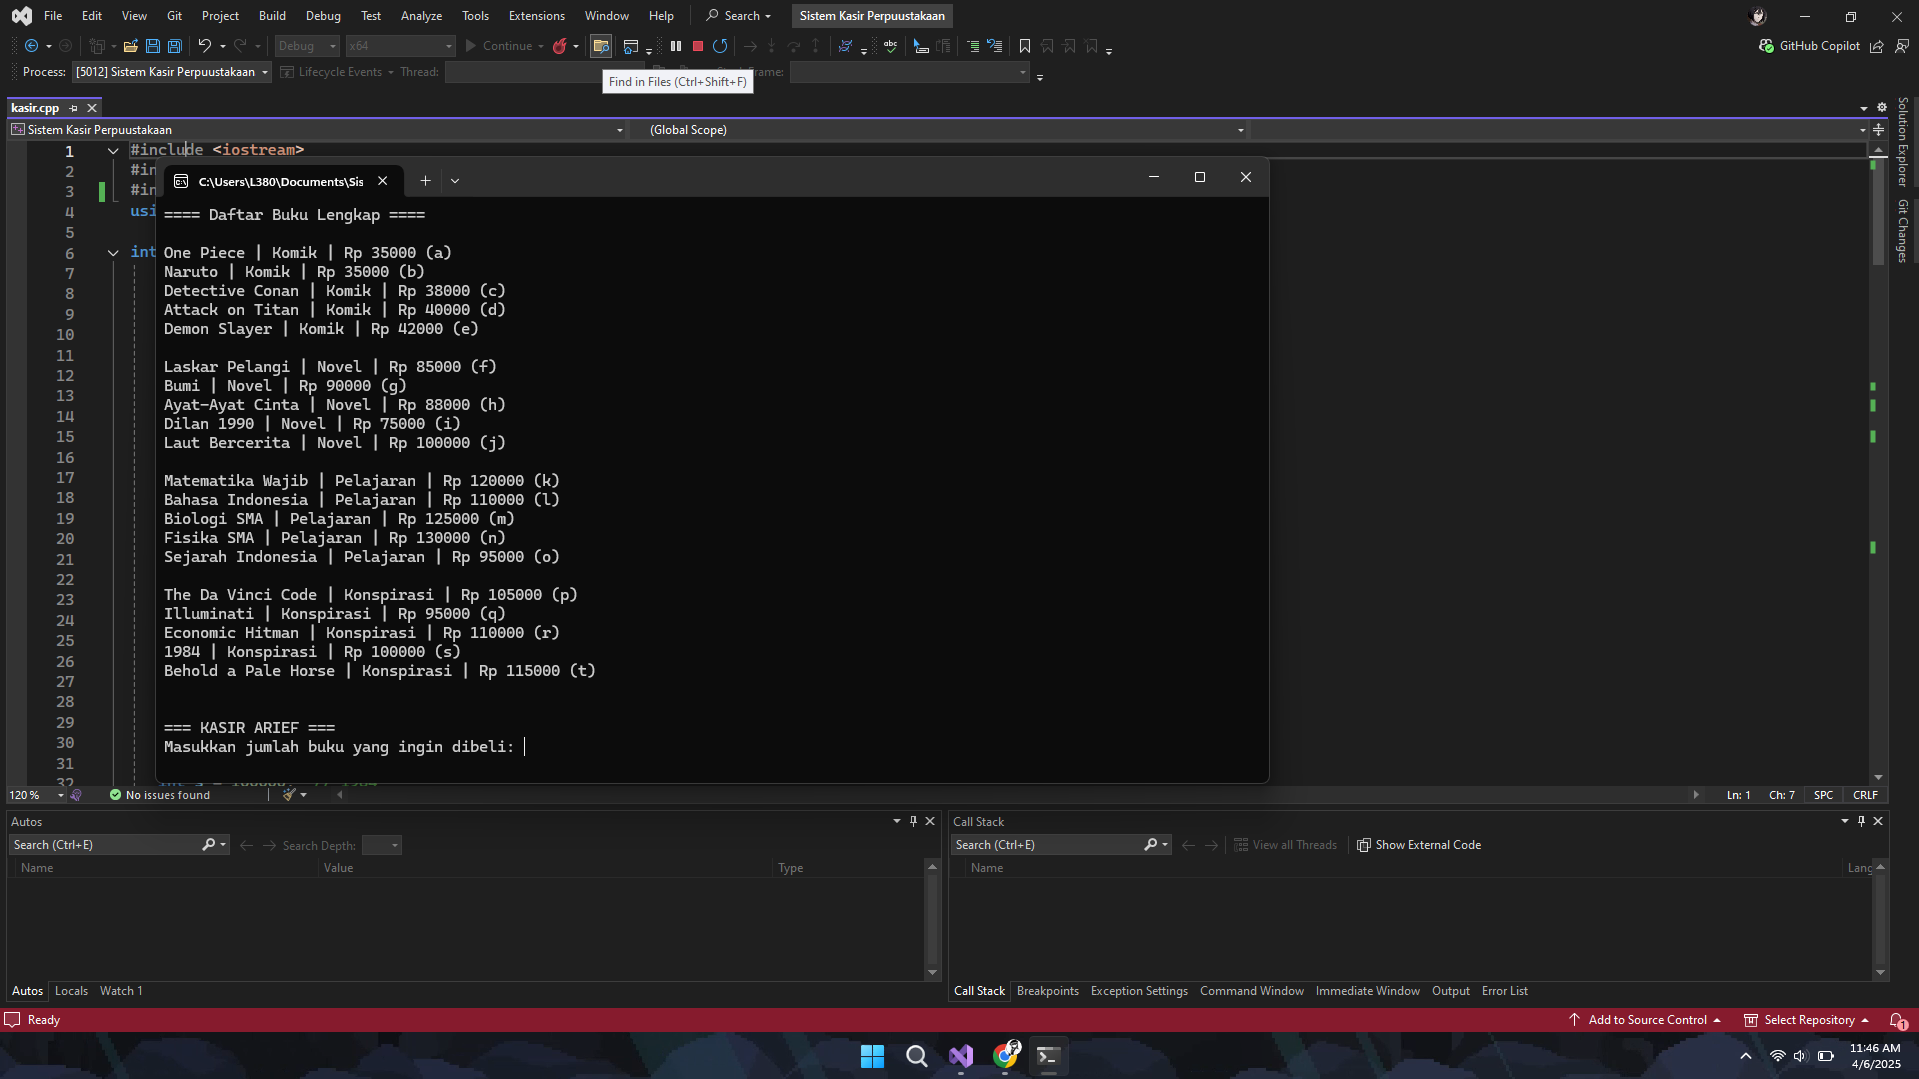 File Edit View Git Project Build Debug Test Analyze Tools Extensions Window Help Search Sistem Kasir Perpuustakaan
Debug x64 Continue GitHub Copilot
Process: [5012] Sistem Kasir Perpuustakaan Lifecycle Events Thread: Frame:
Find in Files (Ctrl+Shift+F)
kasir.cpp
Sistem Kasir Perpuustakaan (Global Scope)
1 #include <iostream>
2 #in
3 #in
4 usi
5
6 int
7
8
9
10
11
12
13
14
15
16
17
18
19
20
21
22
23
24
25
26
27
28
29
30
31
32
C:\Users\L380\Documents\Sis
==== Daftar Buku Lengkap ====
One Piece | Komik | Rp 35000 (a)
Naruto | Komik | Rp 35000 (b)
Detective Conan | Komik | Rp 38000 (c)
Attack on Titan | Komik | Rp 40000 (d)
Demon Slayer | Komik | Rp 42000 (e)
Laskar Pelangi | Novel | Rp 85000 (f)
Bumi | Novel | Rp 90000 (g)
Ayat-Ayat Cinta | Novel | Rp 88000 (h)
Dilan 1990 | Novel | Rp 75000 (i)
Laut Bercerita | Novel | Rp 100000 (j)
Matematika Wajib | Pelajaran | Rp 120000 (k)
Bahasa Indonesia | Pelajaran | Rp 110000 (l)
Biologi SMA | Pelajaran | Rp 125000 (m)
Fisika SMA | Pelajaran | Rp 130000 (n)
Sejarah Indonesia | Pelajaran | Rp 95000 (o)
The Da Vinci Code | Konspirasi | Rp 105000 (p)
Illuminati | Konspirasi | Rp 95000 (q)
Economic Hitman | Konspirasi | Rp 110000 (r)
1984 | Konspirasi | Rp 100000 (s)
Behold a Pale Horse | Konspirasi | Rp 115000 (t)
=== KASIR ARIEF ===
Masukkan jumlah buku yang ingin dibeli:
Solution Explorer
Git Changes
120 % No issues found Ln: 1 Ch: 7 SPC CRLF
Autos
Search (Ctrl+E) Search Depth:
Name Value Type
Autos Locals Watch 1
Call Stack
Search (Ctrl+E) View all Threads Show External Code
Name Lang
Call Stack Breakpoints Exception Settings Command Window Immediate Window Output Error List
Ready Add to Source Control Select Repository 1
11:46 AM
4/6/2025